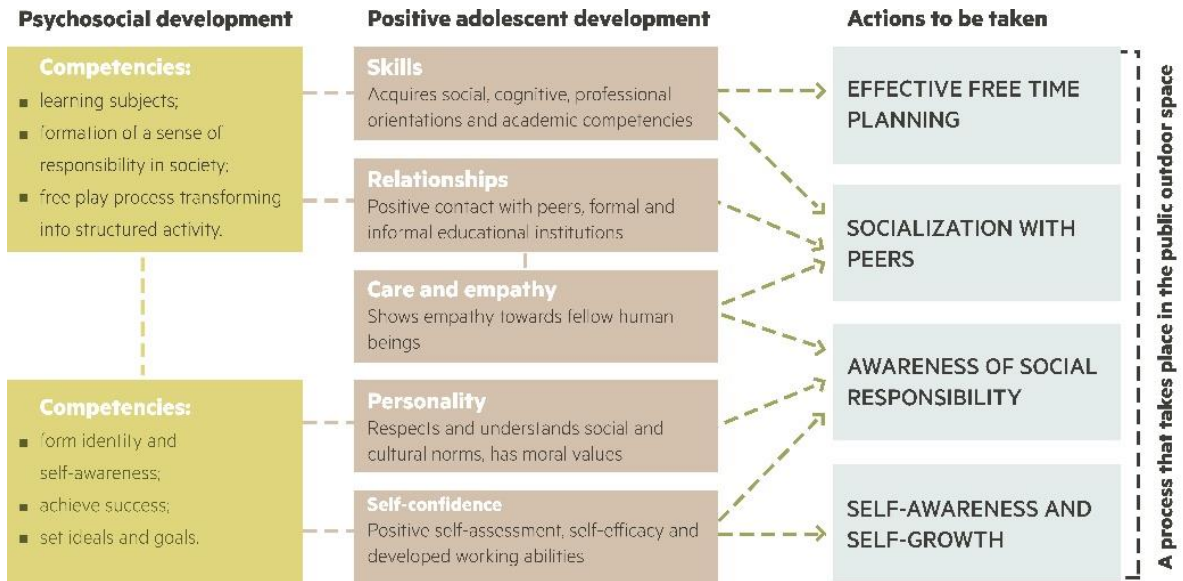 Psychosocial development
Competencies:
▪ learning subjects;
▪ formation of a sense of
responsibility in society;
▪ free play process transforming
into structured activity.
Competencies:
▪ form identity and
self-awareness;
▪ achieve success;
▪ set ideals and goals.
Positive adolescent development
Skills
Acquires social, cognitive, professional
orientations and academic competencies
Relationships
Positive contact with peers, formal and
informal educational institutions
Care and empathy
Shows empathy towards fellow human
beings
Personality
Respects and understands social and
cultural norms, has moral values
Self-confidence
Positive self-assessment, self-efficacy and
developed working abilities
Actions to be taken
EFFECTIVE FREE TIME
PLANNING
SOCIALIZATION WITH
PEERS
AWARENESS OF SOCIAL
RESPONSIBILITY
SELF-AWARENESS AND
SELF-GROWTH
A process that takes place in the public outdoor space